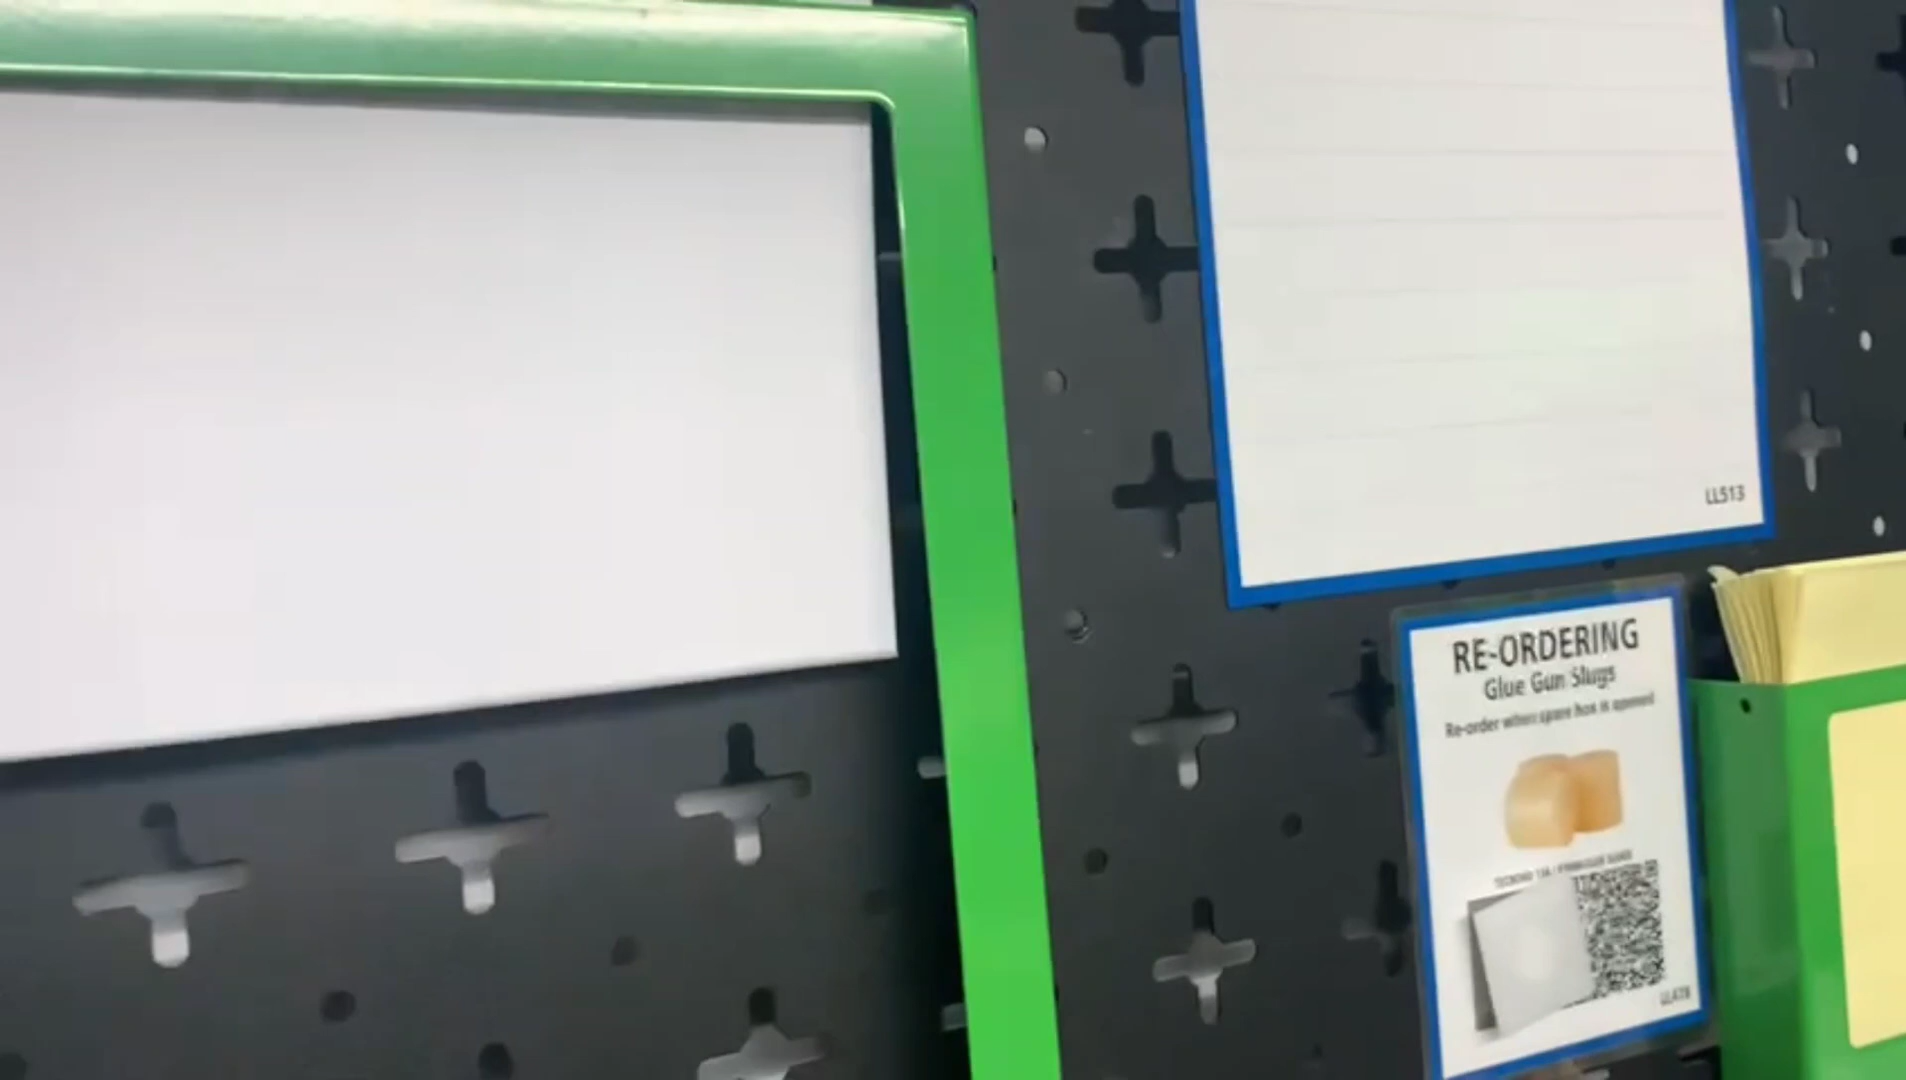 LL513
RE-ORDERING
Glue Gun Slugs
Re-order when spare box is opened
LL478